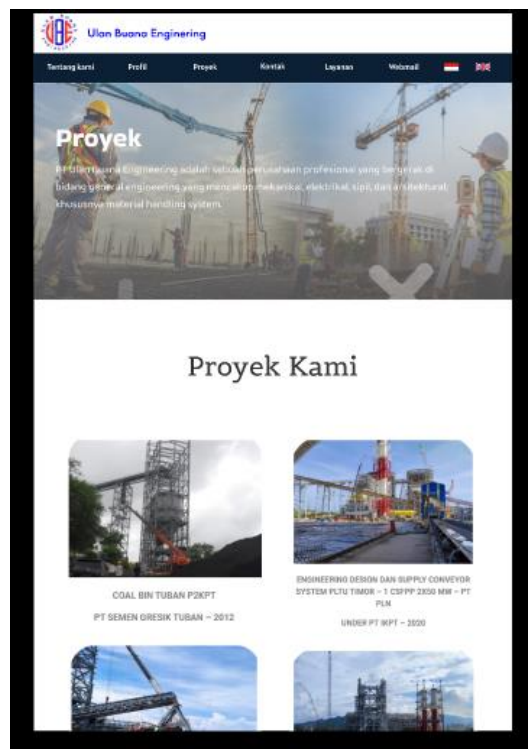 UBE
Ulan Buana Enginering
Tentang kami Profil Proyek Kontak Layanan Webmail
Proyek
PT Ulan Buana Engineering adalah sebuah perusahaan profesional yang bergerak di
bidang general engineering yang mencakup mekanikal, elektrikal, sipil, dan arsitektural,
khususnya material handling system.
Proyek Kami
COAL BIN TUBAN P2KPT
PT SEMEN GRESIK TUBAN – 2012
ENGINEERING DESIGN DAN SUPPLY CONVEYOR
SYSTEM PLTU TIMOR – 1 CSFPP 2X50 MW – PT
PLN
UNDER PT IKPT – 2020